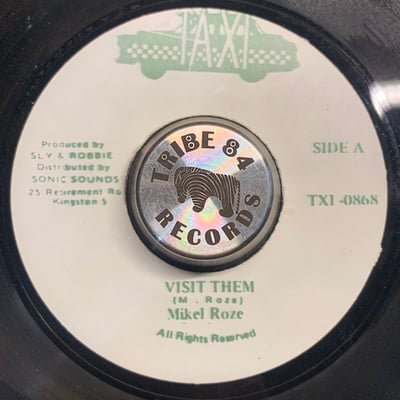 TAXI
Produced by
SLY & ROBBIE
Distributed by
SONIC SOUNDS
25 Retirement Rd
Kingston 5
SIDE A
TXI-0868
TRIBE 84
RECORDS
VISIT THEM
(M. Roze)
Mikel Roze
All Rights Reserved